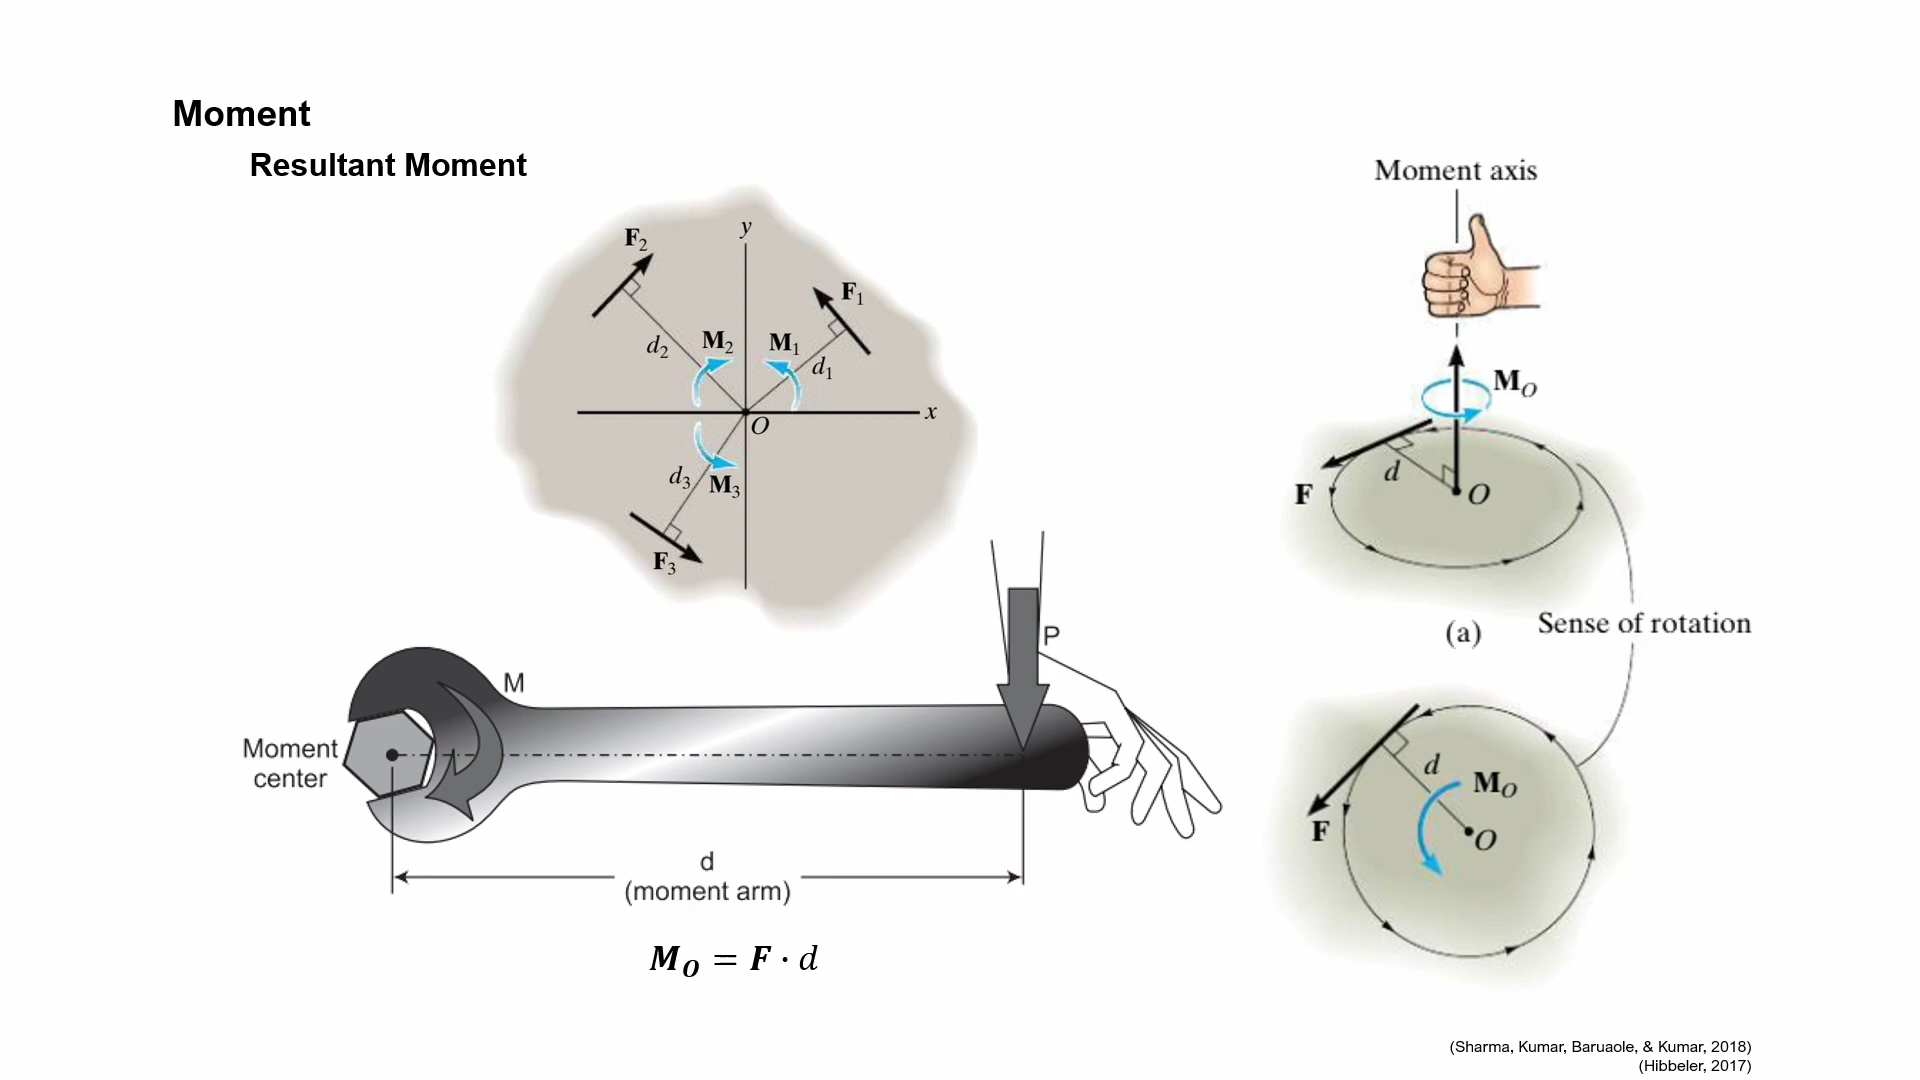 Moment
Resultant Moment
y
F2
F1
M2
M1
d2
d1
x
O
d3
M3
F3
P
M
Moment
center
d
(moment arm)
𝑴𝑶 = 𝑭 · 𝑑
Moment axis
MO
d
F
O
(a)
Sense of rotation
d
MO
F
O
(Sharma, Kumar, Baruaole, & Kumar, 2018)
(Hibbeler, 2017)